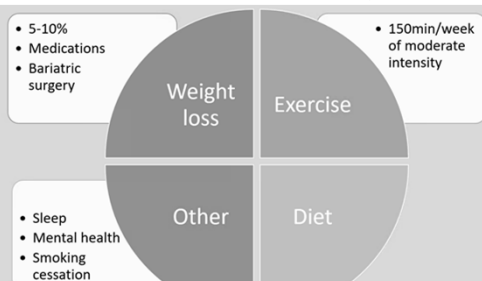 • 5-10%
• Medications
• Bariatric
surgery
• 150min/week
of moderate
intensity
Weight
loss
Exercise
Other
Diet
• Sleep
• Mental health
• Smoking
cessation